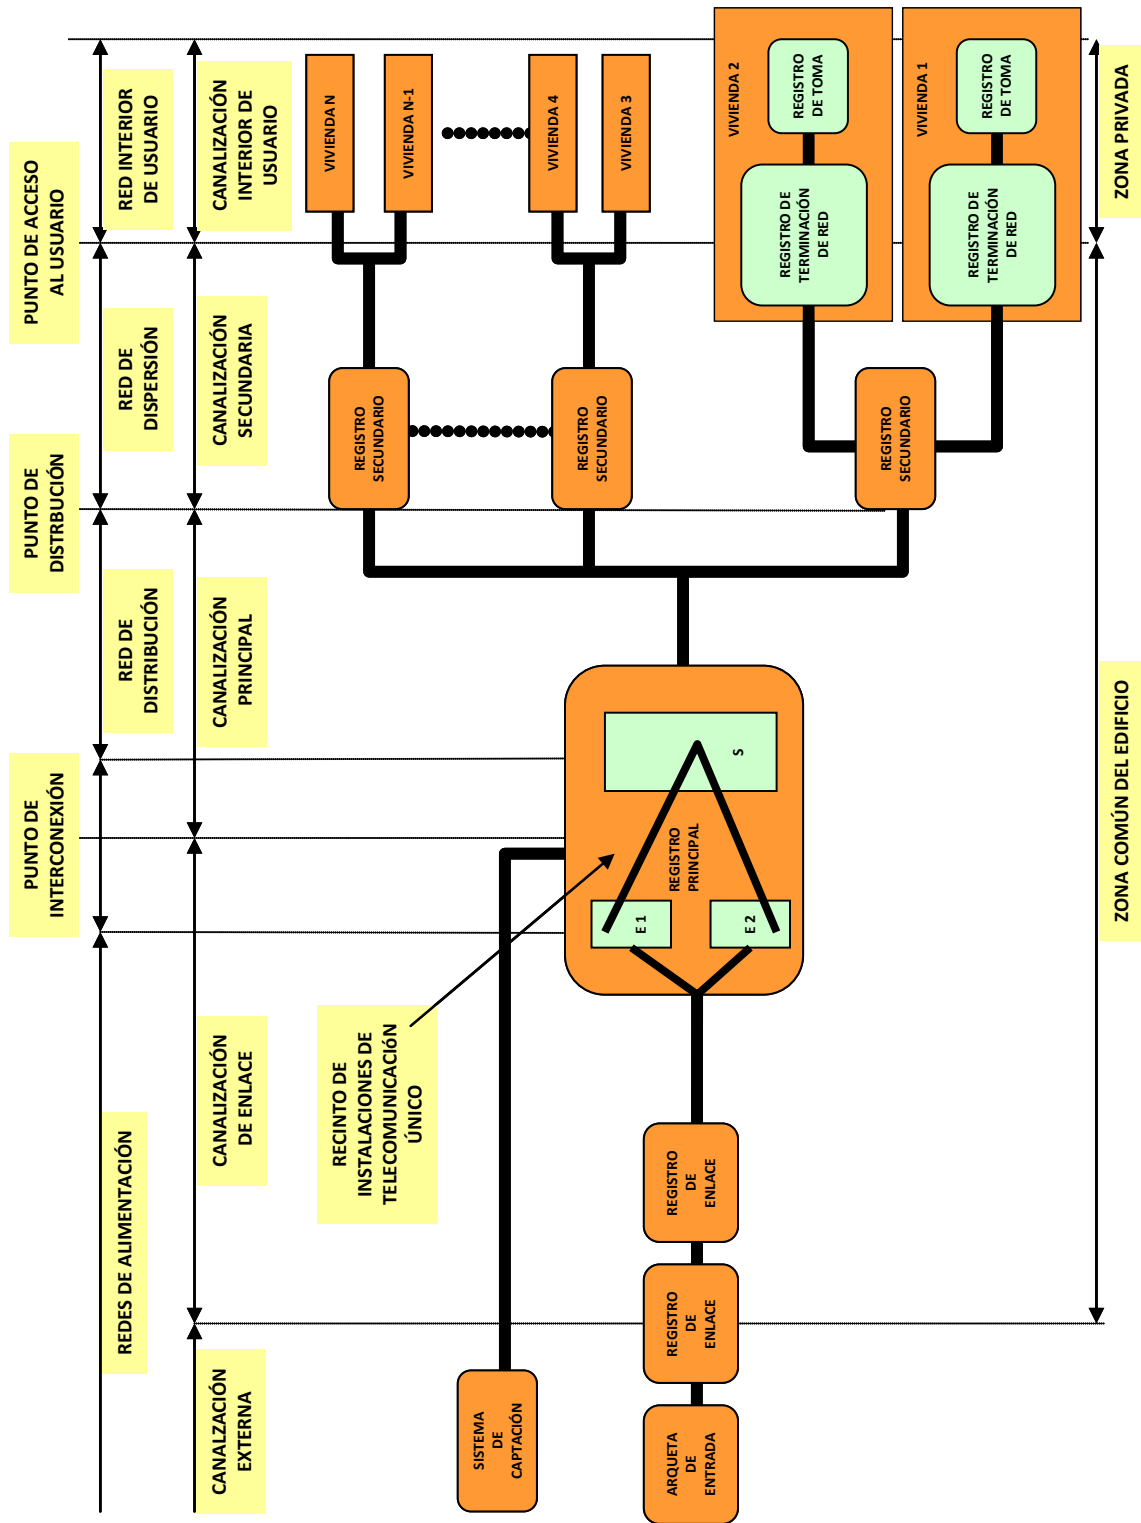 PUNTO DE
INTERCONEXIÓN
PUNTO DE
DISTRBUCIÓN
PUNTO DE ACCESO
AL USUARIO
REDES DE ALIMENTACIÓN
RED DE
DISTRIBUCIÓN
RED DE
DISPERSIÓN
RED INTERIOR
DE USUARIO
CANALZACIÓN
EXTERNA
CANALIZACIÓN
DE ENLACE
CANALIZACIÓN
PRINCIPAL
CANALIZACIÓN
SECUNDARIA
CANALIZACIÓN
INTERIOR DE
USUARIO
RECINTO DE
INSTALACIONES DE
TELECOMUNICACIóN
ÚNICO
REGISTRO
SECUNDARIO
VIVIENDA N
VIVIENDA N-1
SISTEMA
DE
CAPTACIÓN
REGISTRO
SECUNDARIO
VIVIENDA 4
VIVIENDA 3
ARQUETA
DE
ENTRADA
REGISTRO
DE
ENLACE
REGISTRO
DE
ENLACE
E 1
E 2
REGISTRO
PRINCIPAL
S
REGISTRO
SECUNDARIO
VIVIENDA 2
REGISTRO DE
TERMINACIÓN
DE RED
REGISTRO
DE TOMA
VIVIENDA 1
REGISTRO DE
TERMINACIÓN
DE RED
REGISTRO
DE TOMA
ZONA COMÚN DEL EDIFICIO
ZONA PRIVADA